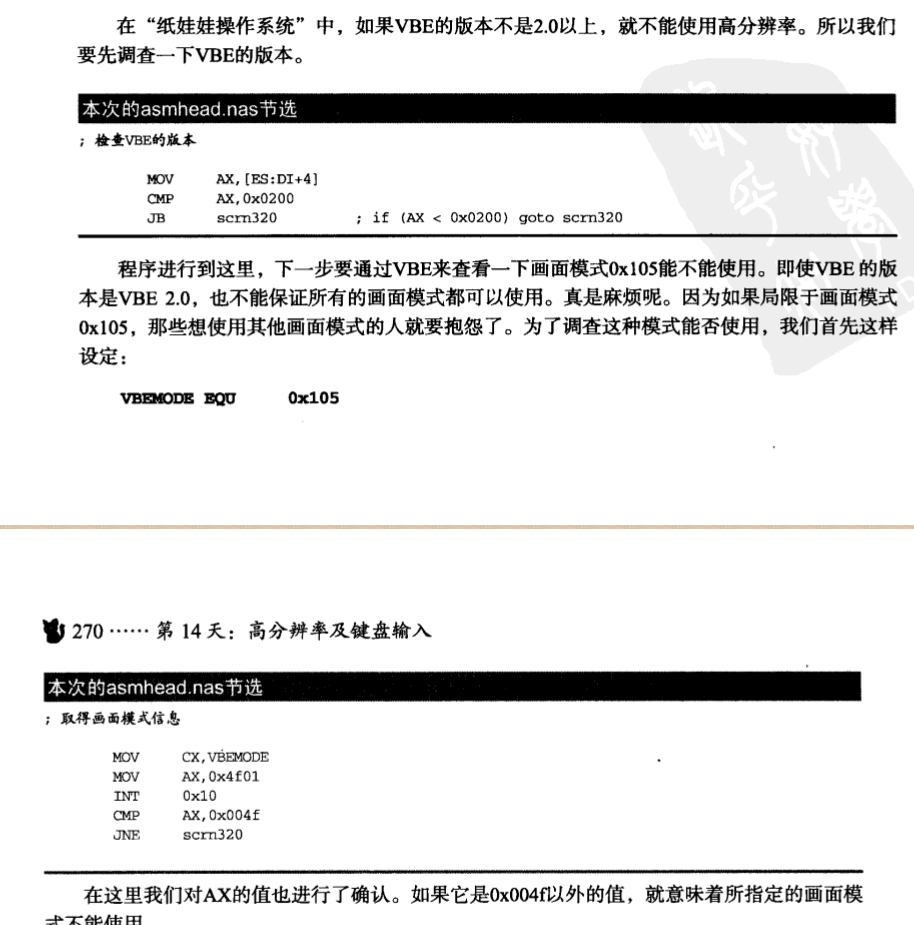 在“纸娃娃操作系统”中，如果VBE的版本不是2.0以上，就不能使用高分辨率。所以我们
要先调查一下VBE的版本。
本次的asmhead.nas节选
; 检查VBE的版本
MOV AX,[ES:DI+4]
CMP AX,0x0200
JB scrn320 ; if (AX < 0x0200) goto scrn320
程序进行到这里，下一步要通过VBE来查看一下画面模式0x105能不能使用。即使VBE 的版
本是VBE 2.0，也不能保证所有的画面模式都可以使用。真是麻烦呢。因为如果局限于画面模式
0x105，那些想使用其他画面模式的人就要抱怨了。为了调查这种模式能否使用，我们首先这样
设定：
VBEMODE EQU 0x105
270 …… 第 14 天：高分辨率及键盘输入
本次的asmhead.nas节选
; 取得画面模式信息
MOV CX,VBEMODE
MOV AX,0x4f01
INT 0x10
CMP AX,0x004f
JNE scrn320
在这里我们对AX的值也进行了确认。如果它是0x004f以外的值，就意味着所指定的画面模
式不能使用